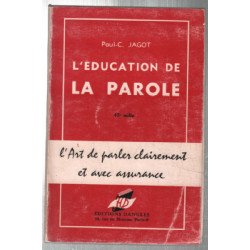 Paul-C. JAGOT
L'ÉDUCATION DE
LA PAROLE
l'Art de parler clairement
et avec assurance
ÉDITIONS DANGLES